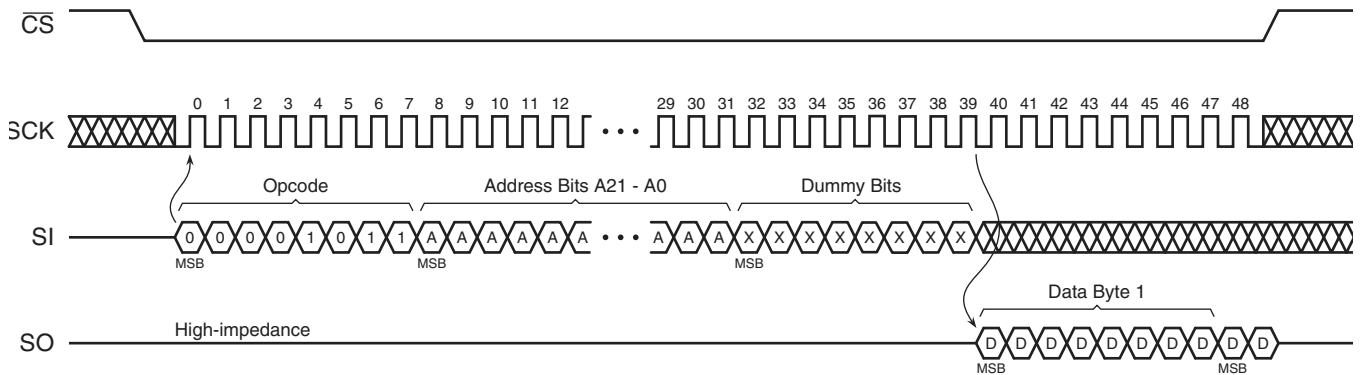 CS
0 1 2 3 4 5 6 7 8 9 10 11 12 29 30 31 32 33 34 35 36 37 38 39 40 41 42 43 44 45 46 47 48
SCK •••
Opcode Address Bits A21 - A0 Dummy Bits
SI 0 0 0 0 1 0 1 1 A A A A A A ••• A A A X X X X X X X X
MSB MSB MSB
Data Byte 1
High-impedance
SO D D D D D D D D D D
MSB MSB